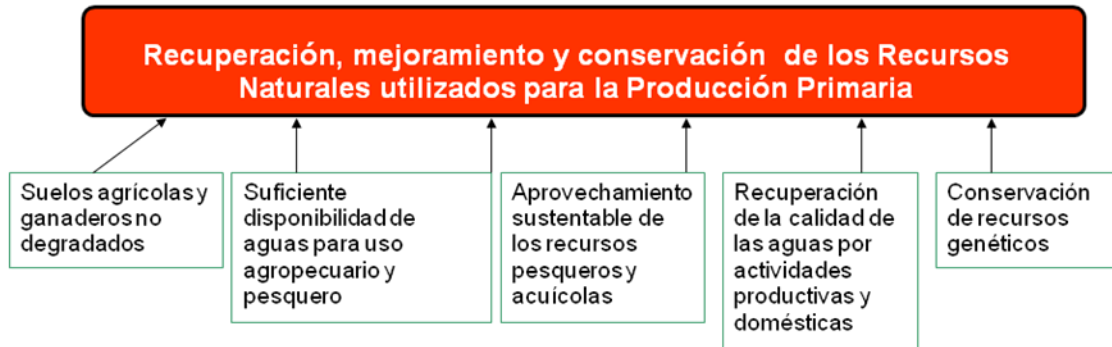 Recuperación, mejoramiento y conservación de los Recursos
Naturales utilizados para la Producción Primaria
Suelos agrícolas y
ganaderos no
degradados
Suficiente
disponibilidad de
aguas para uso
agropecuario y
pesquero
Aprovechamiento
sustentable de
los recursos
pesqueros y
acuícolas
Recuperación
de la calidad de
las aguas por
actividades
productivas y
domésticas
Conservación
de recursos
genéticos